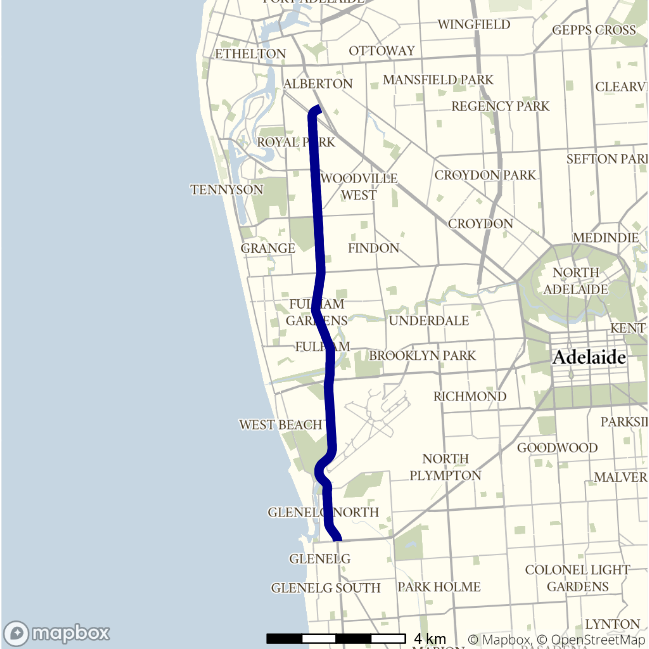 PORT ADELAIDE
WINGFIELD
GEPPS CROSS
ETHELTON
OTTOWAY
ALBERTON
MANSFIELD PARK
CLEARV
REGENCY PARK
ROYAL PARK
SEFTON PARK
WOODVILLE
WEST
CROYDON PARK
TENNYSON
CROYDON
MEDINDIE
GRANGE
FINDON
NORTH
ADELAIDE
FULHAM
GARDENS
UNDERDALE
KENT
FULHAM
BROOKLYN PARK
Adelaide
RICHMOND
WEST BEACH
PARKSI
GOODWOOD
NORTH
PLYMPTON
MALVER
GLENELG NORTH
GLENELG
COLONEL LIGHT
GARDENS
GLENELG SOUTH
PARK HOLME
LYNTON
mapbox
4 km
© Mapbox, © OpenStreetMap
MARION
PASADENA